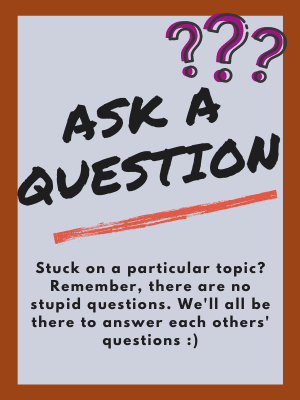 ???
ASK A
QUESTION
Stuck on a particular topic?
Remember, there are no
stupid questions. We'll all be
there to answer each others'
questions :)